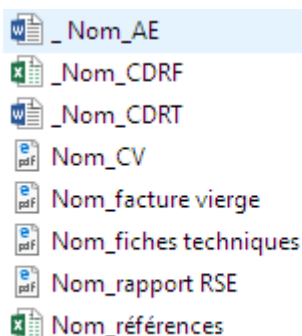 _ Nom_AE
_Nom_CDRF
_Nom_CDRT
Nom_CV
Nom_facture vierge
Nom_fiches techniques
Nom_rapport RSE
Nom_références